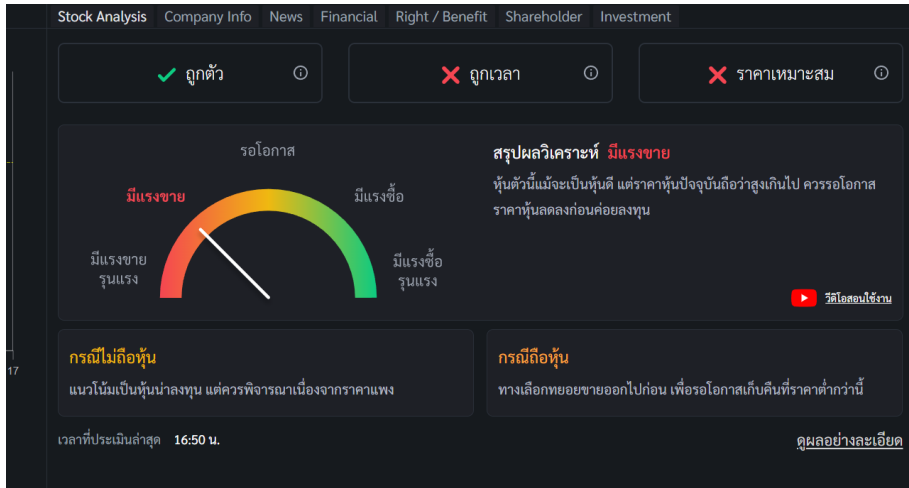 Stock Analysis Company Info News Financial Right / Benefit Shareholder Investment
ถูกตัว
ถูกเวลา
ราคาเหมาะสม
รอโอกาส
มีแรงขาย
มีแรงซื้อ
มีแรงขาย
รุนแรง
มีแรงซื้อ
รุนแรง
สรุปผลวิเคราะห์ มีแรงขาย
หุ้นตัวนี้แม้จะเป็นหุ้นดี แต่ราคาหุ้นปัจจุบันถือว่าสูงเกินไป ควรรอโอกาส
ราคาหุ้นลดลงก่อนค่อยลงทุน
วีดิโอสอนใช้งาน
17
กรณีไม่ถือหุ้น
แนวโน้มเป็นหุ้นน่าลงทุน แต่ควรพิจารณาเนื่องจากราคาแพง
กรณีถือหุ้น
ทางเลือกทยอยขายออกไปก่อน เพื่อรอโอกาสเก็บคืนที่ราคาต่ำกว่านี้
เวลาที่ประเมินล่าสุด 16:50 น.
ดูผลอย่างละเอียด